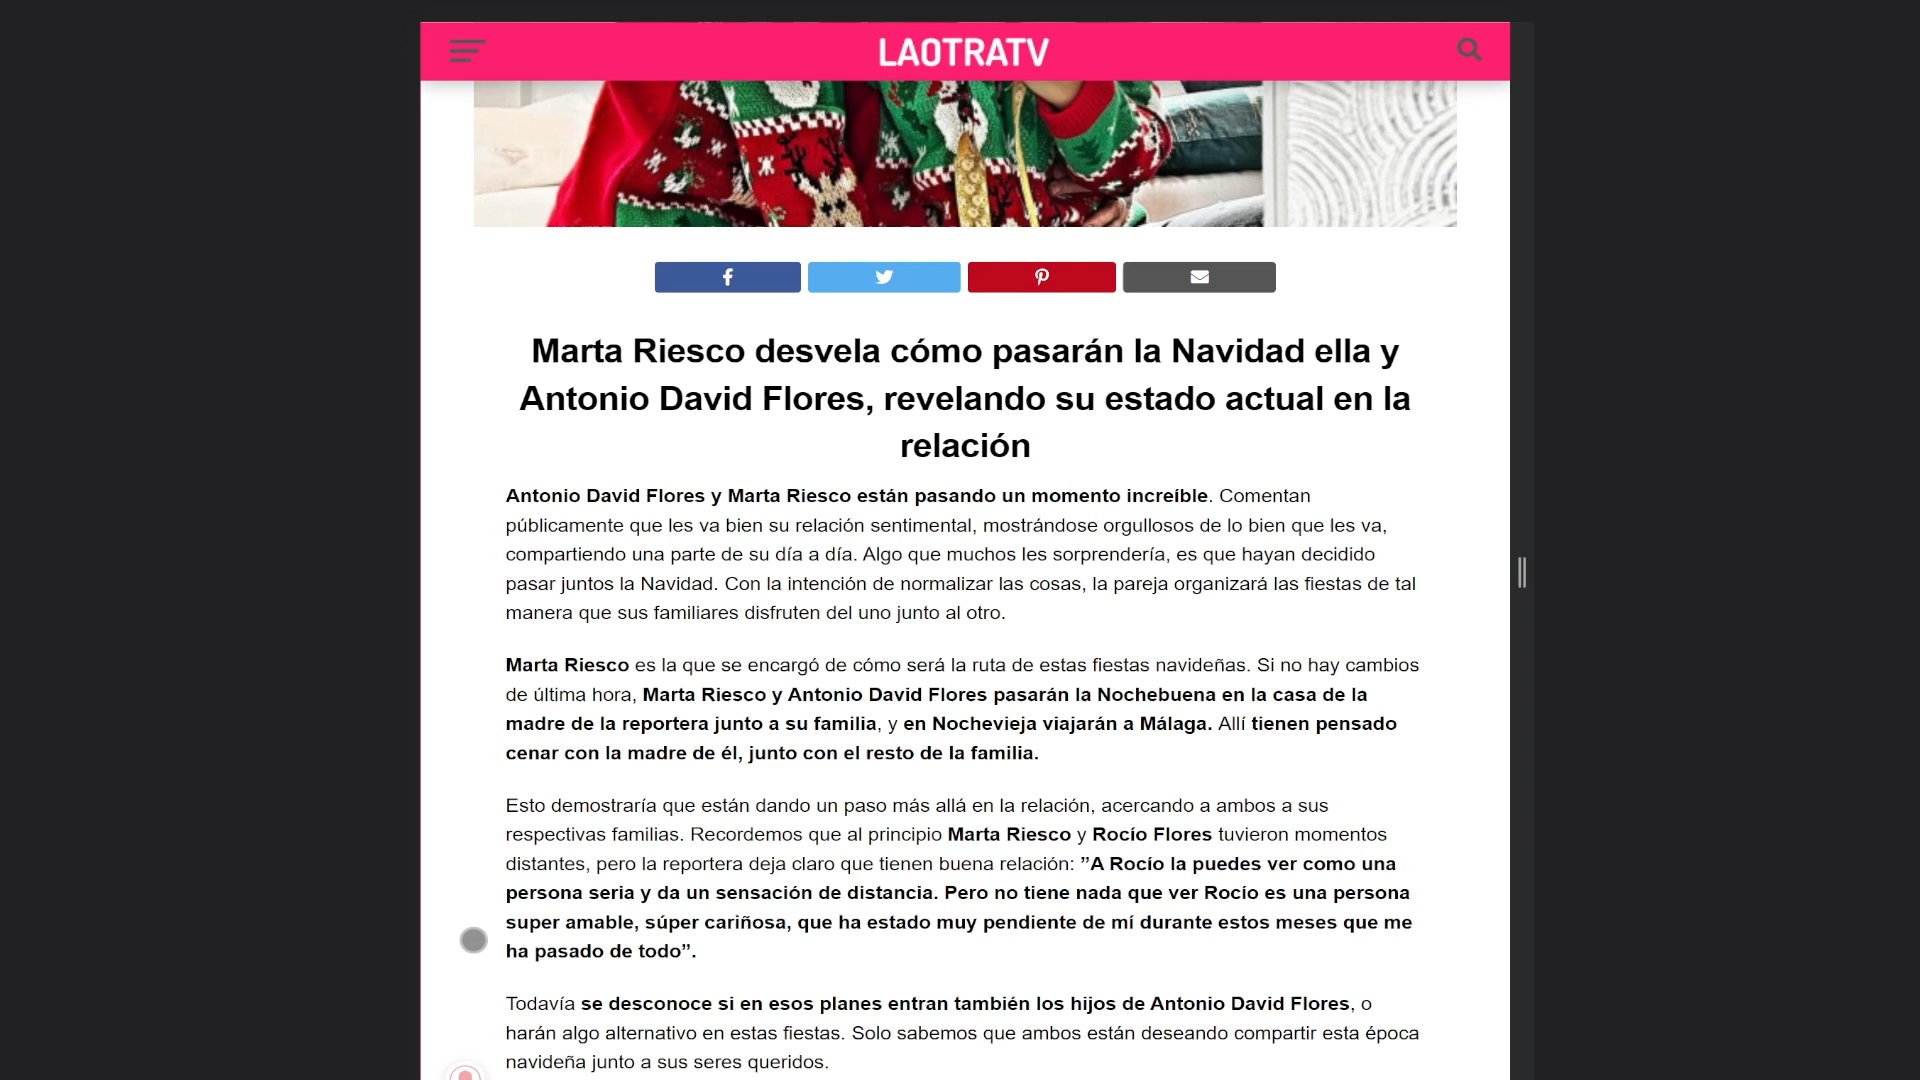 LAOTRATV
Marta Riesco desvela cómo pasarán la Navidad ella y
Antonio David Flores, revelando su estado actual en la
relación
Antonio David Flores y Marta Riesco están pasando un momento increíble. Comentan
públicamente que les va bien su relación sentimental, mostrándose orgullosos de lo bien que les va,
compartiendo una parte de su día a día. Algo que muchos les sorprendería, es que hayan decidido
pasar juntos la Navidad. Con la intención de normalizar las cosas, la pareja organizará las fiestas de tal
manera que sus familiares disfruten del uno junto al otro.
Marta Riesco es la que se encargó de cómo será la ruta de estas fiestas navideñas. Si no hay cambios
de última hora, Marta Riesco y Antonio David Flores pasarán la Nochebuena en la casa de la
madre de la reportera junto a su familia, y en Nochevieja viajarán a Málaga. Allí tienen pensado
cenar con la madre de él, junto con el resto de la familia.
Esto demostraría que están dando un paso más allá en la relación, acercando a ambos a sus
respectivas familias. Recordemos que al principio Marta Riesco y Rocío Flores tuvieron momentos
distantes, pero la reportera deja claro que tienen buena relación: ”A Rocío la puedes ver como una
persona seria y da un sensación de distancia. Pero no tiene nada que ver Rocío es una persona
super amable, súper cariñosa, que ha estado muy pendiente de mí durante estos meses que me
ha pasado de todo”.
Todavía se desconoce si en esos planes entran también los hijos de Antonio David Flores, o
harán algo alternativo en estas fiestas. Solo sabemos que ambos están deseando compartir esta época
navideña junto a sus seres queridos.